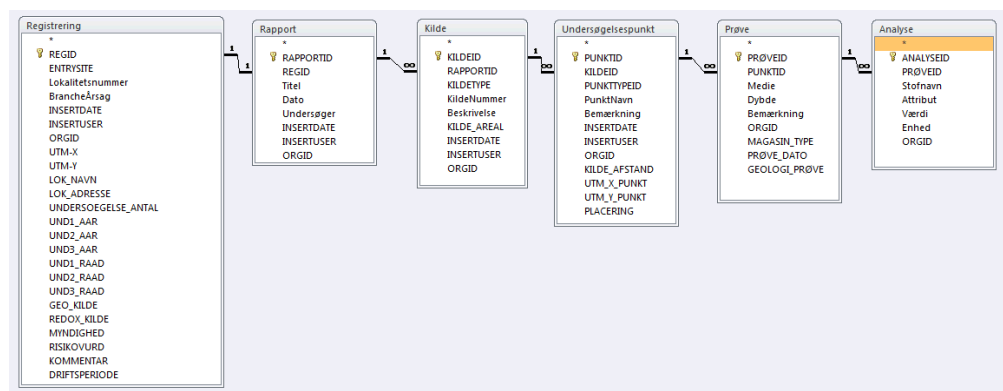 Registrering
*
REGID
ENTRYSITE
Lokalitetsnummer
BrancheÅrsag
INSERTDATE
INSERTUSER
ORGID
UTM-X
UTM-Y
LOK_NAVN
LOK_ADRESSE
UNDERSOEGELSE_ANTAL
UND1_AAR
UND2_AAR
UND3_AAR
UND1_RAAD
UND2_RAAD
UND3_RAAD
GEO_KILDE
REDOX_KILDE
MYNDIGHED
RISIKOVURD
KOMMENTAR
DRIFTSPERIODE
1
1
Rapport
*
RAPPORTID
REGID
Titel
Dato
Undersøger
INSERTDATE
INSERTUSER
ORGID
1
∞
Kilde
*
KILDEID
RAPPORTID
KILDETYPE
KildeNummer
Beskrivelse
KILDE_AREAL
INSERTDATE
INSERTUSER
ORGID
1
∞
Undersøgelsespunkt
*
PUNKTID
KILDEID
PUNKTTYPEID
PunktNavn
Bemærkning
INSERTDATE
INSERTUSER
ORGID
KILDE_AFSTAND
UTM_X_PUNKT
UTM_Y_PUNKT
PLACERING
1
∞
Prøve
*
PRØVEID
PUNKTID
Medie
Dybde
Bemærkning
ORGID
MAGASIN_TYPE
PRØVE_DATO
GEOLOGI_PRØVE
1
∞
Analyse
*
ANALYSEID
PRØVEID
Stofnavn
Attribut
Værdi
Enhed
ORGID